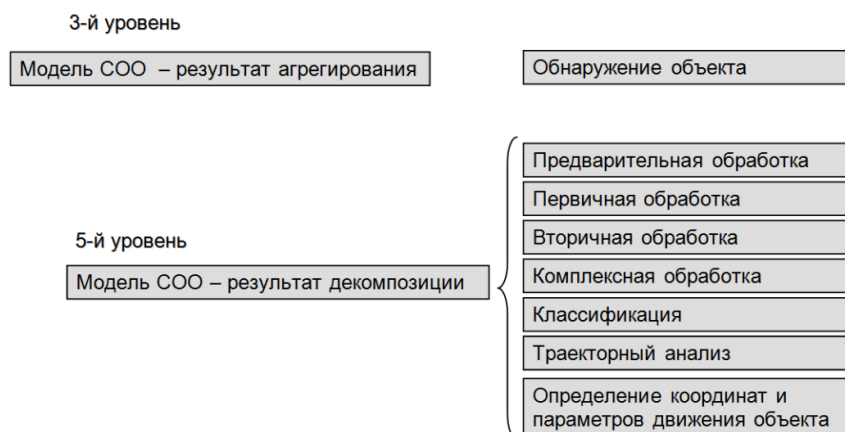 3-й уровень
Модель СОО – результат агрегирования
Обнаружение объекта
Предварительная обработка
Первичная обработка
5-й уровень
Вторичная обработка
Модель СОО – результат декомпозиции
Комплексная обработка
Классификация
Траекторный анализ
Определение координат и
параметров движения объекта